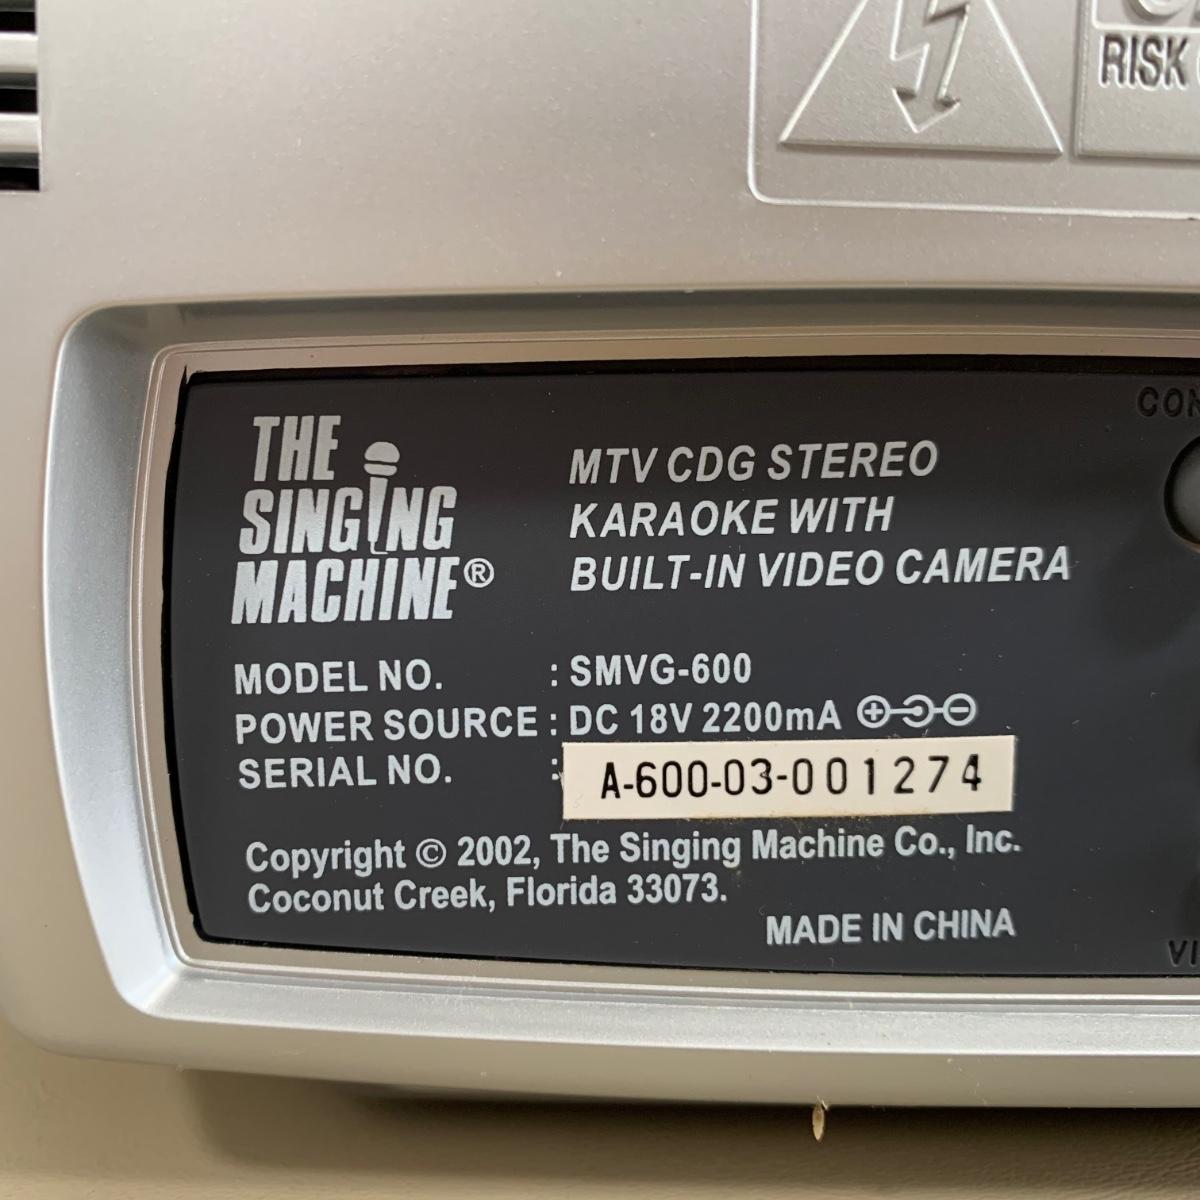 RISK
THE
SINGING
MACHINE®
MTV CDG STEREO
KARAOKE WITH
BUILT-IN VIDEO CAMERA
MODEL NO. : SMVG-600
POWER SOURCE : DC 18V 2200mA
SERIAL NO. : A-600-03-001274
Copyright © 2002, The Singing Machine Co., Inc.
Coconut Creek, Florida 33073.
MADE IN CHINA